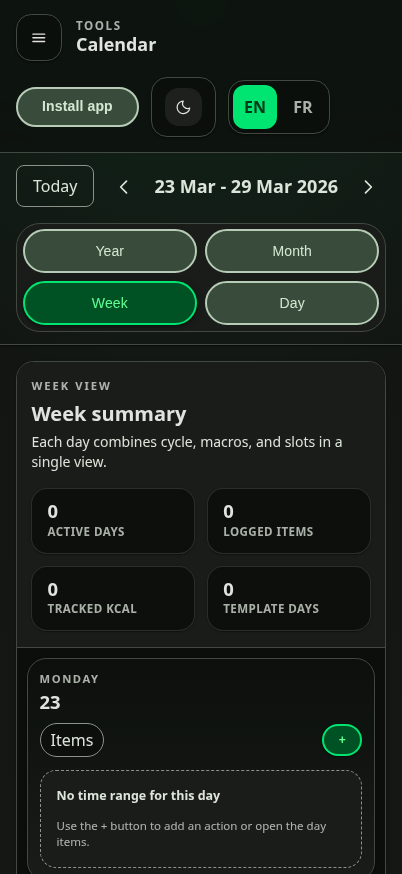 TOOLS
Calendar
Install app
EN
FR
Today
23 Mar - 29 Mar 2026
Year
Month
Week
Day
WEEK VIEW
Week summary
Each day combines cycle, macros, and slots in a
single view.
0
ACTIVE DAYS
0
LOGGED ITEMS
0
TRACKED KCAL
0
TEMPLATE DAYS
MONDAY
23
Items
+
No time range for this day
Use the + button to add an action or open the day
items.